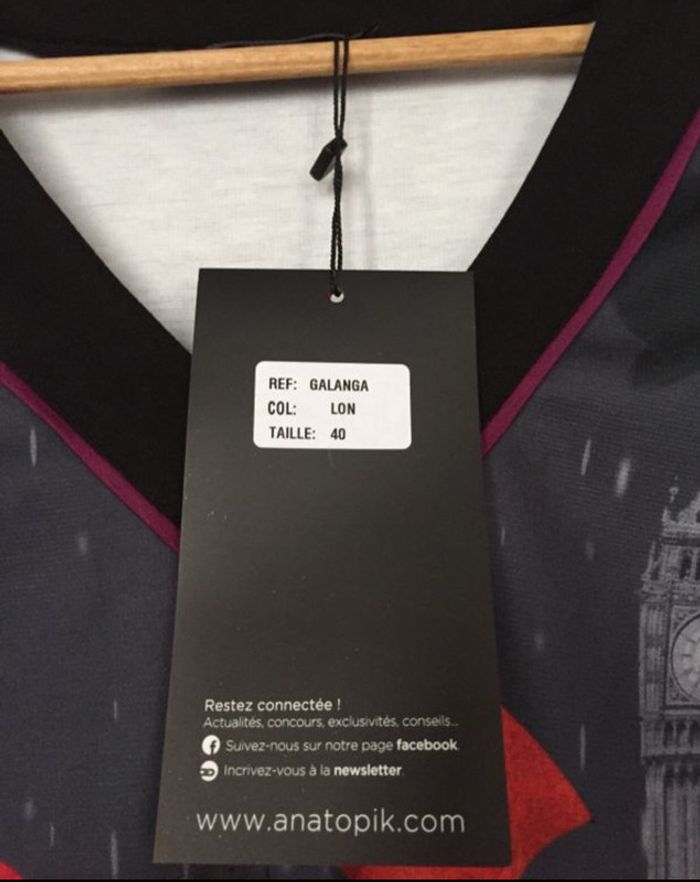 REF: GALANGA
COL: LON
TAILLE: 40
Restez connectée !
Actualités, concours, exclusivités, conseils...
Suivez-nous sur notre page facebook.
Incrivez-vous à la newsletter.
www.anatopik.com